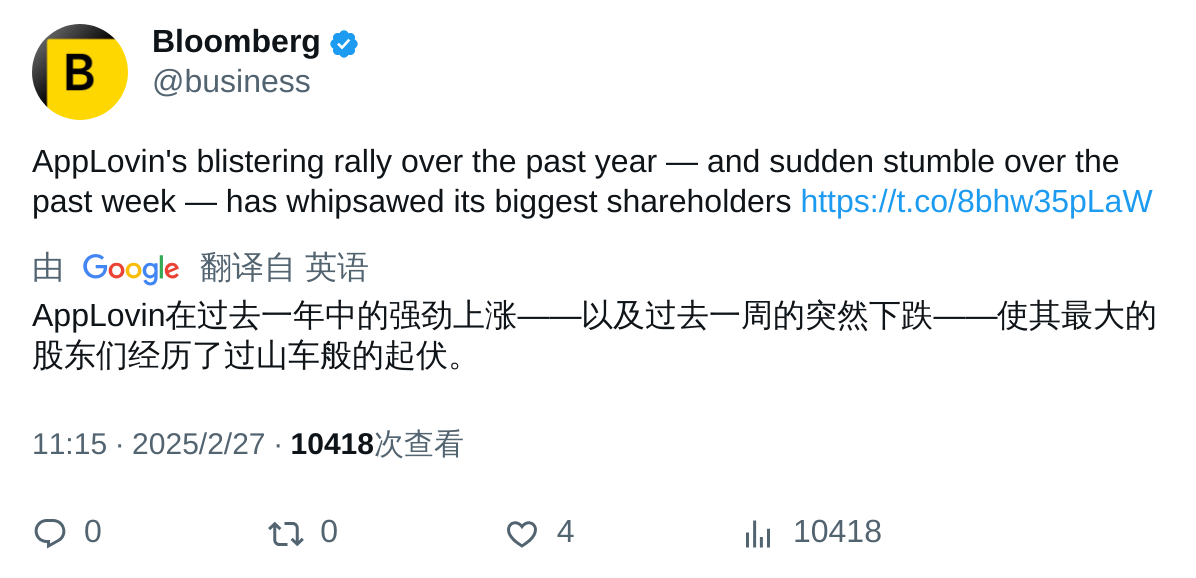 B
Bloomberg
@business
AppLovin's blistering rally over the past year — and sudden stumble over the
past week — has whipsawed its biggest shareholders https://t.co/8bhw35pLaW
由 Google 翻译自 英语
AppLovin在过去一年中的强劲上涨——以及过去一周的突然下跌——使其最大的
股东们经历了过山车般的起伏。
11:15 · 2025/2/27 · 10418次查看
0 0 4 10418